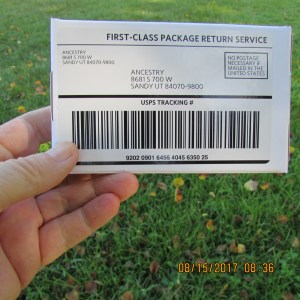 FIRST-CLASS PACKAGE RETURN SERVICE
ANCESTRY
8681 S 700 W
SANDY UT 84070-9800
NO POSTAGE
NECESSARY IF
MAILED IN THE
UNITED STATES
ANCESTRY
8681 S 700 W
SANDY UT 84070-9800
USPS TRACKING #
9202 0901 6456 4045 6350 25
08/15/2017 08:36